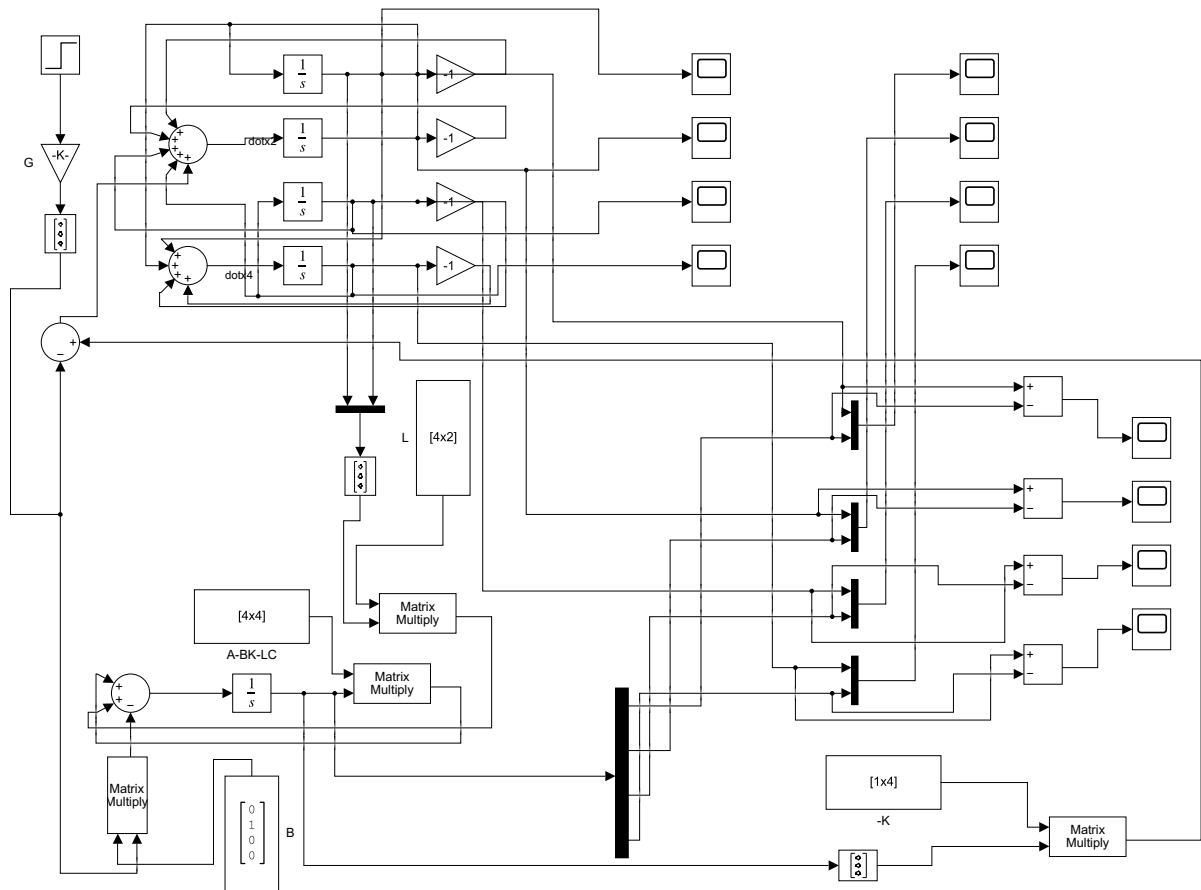 1
s
-1
1
s
-1
dotx2
G
-K-
1
s
-1
1
s
-1
dotx4
+
+
+
+
+
+
+
+
+
+
+
−
L
[4x2]
+
−
+
−
+
−
+
−
Matrix
Multiply
[4x4]
A-BK-LC
Matrix
Multiply
+
+
−
1
s
Matrix
Multiply
0
1
0
0
B
[1x4]
-K
Matrix
Multiply